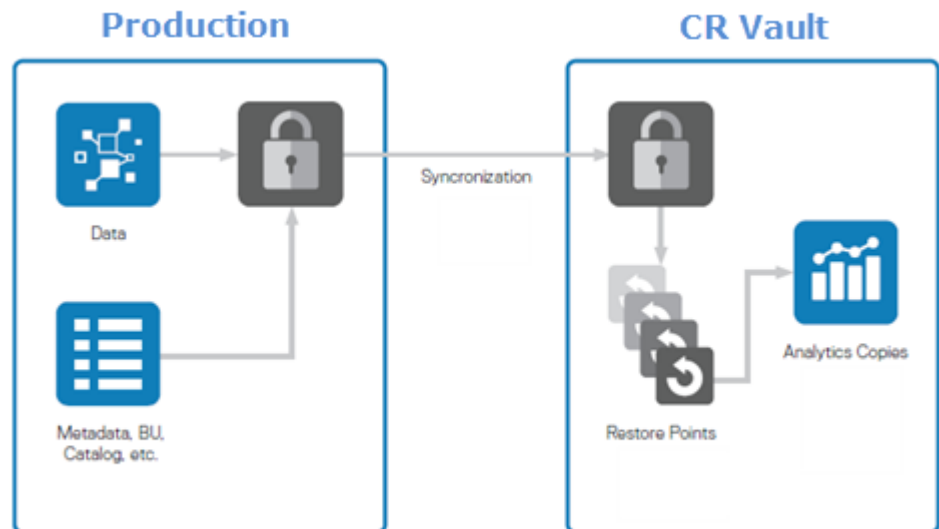 Production
CR Vault
Data
Syncronization
Metadata, BU,
Catalog, etc.
Restore Points
Analytics Copies